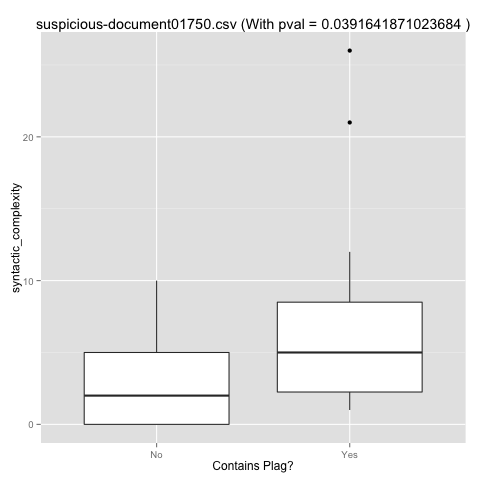 suspicious-document01750.csv (With pval = 0.0391641871023684 )
syntactic_complexity
20
10
0
No Yes
Contains Plag?